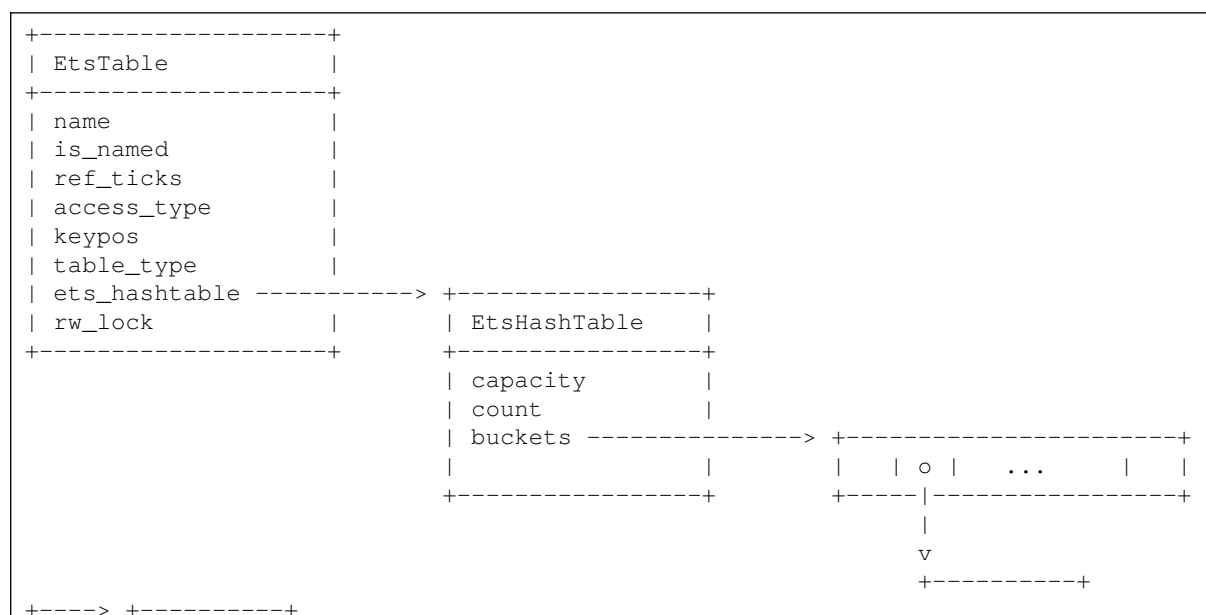 +--------------------+
| EtsTable           |
+--------------------+
| name               |
| is_named           |
| ref_ticks          |
| access_type        |
| keypos             |
| table_type         |
| ets_hashtable -----------> +-----------------+
| rw_lock            |       | EtsHashTable    |
+--------------------+       +-----------------+
                             | capacity        |
                             | count           |
                             | buckets ---------------> +-----------------------+
                             |                 |        |   | o |   ...     |   |
                             +-----------------+        +-----|-----------------+
                                                              |
                                                              v
                                                              +----------+
+----> +----------+